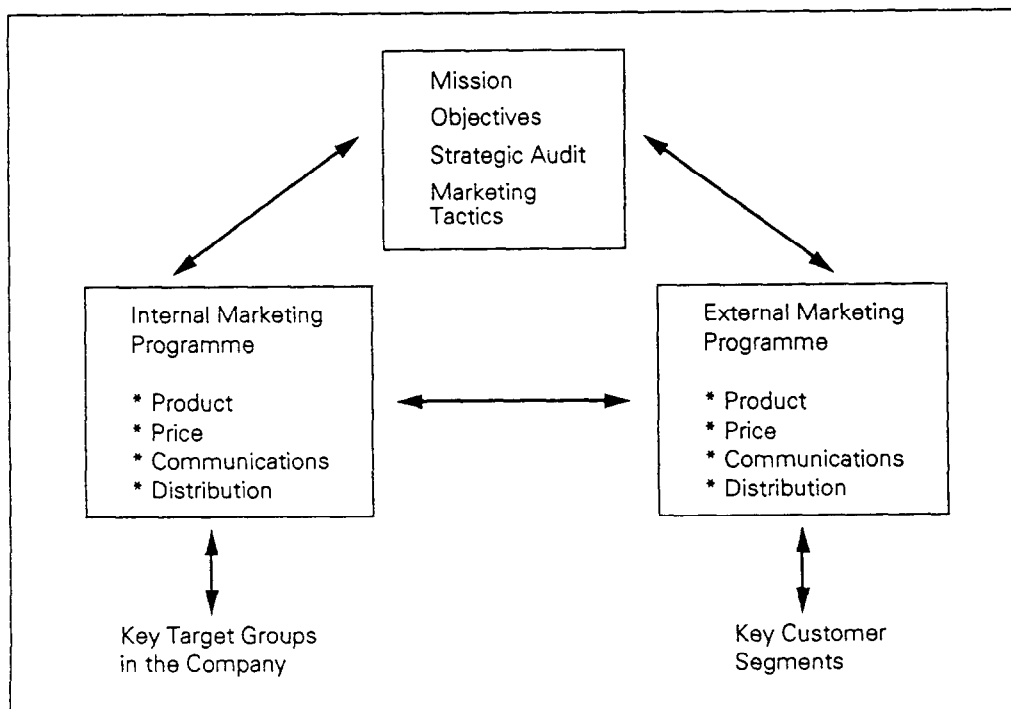 Mission
Objectives
Strategic Audit
Marketing
Tactics
Internal Marketing
Programme
* Product
* Price
* Communications
* Distribution
External Marketing
Programme
* Product
* Price
* Communications
* Distribution
Key Target Groups
in the Company
Key Customer
Segments